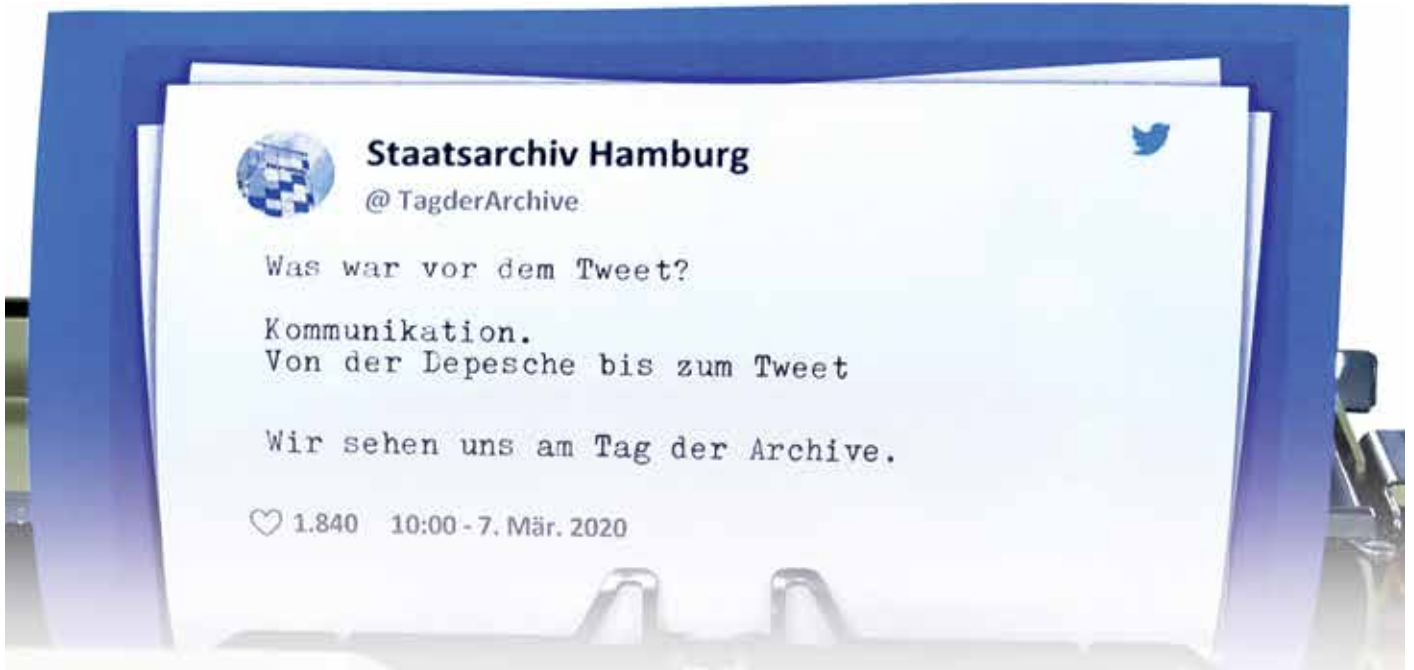 Staatsarchiv Hamburg
@ TagderArchive
Was war vor dem Tweet?
Kommunikation.
Von der Depesche bis zum Tweet
Wir sehen uns am Tag der Archive.
1.840 10:00 - 7. Mär. 2020